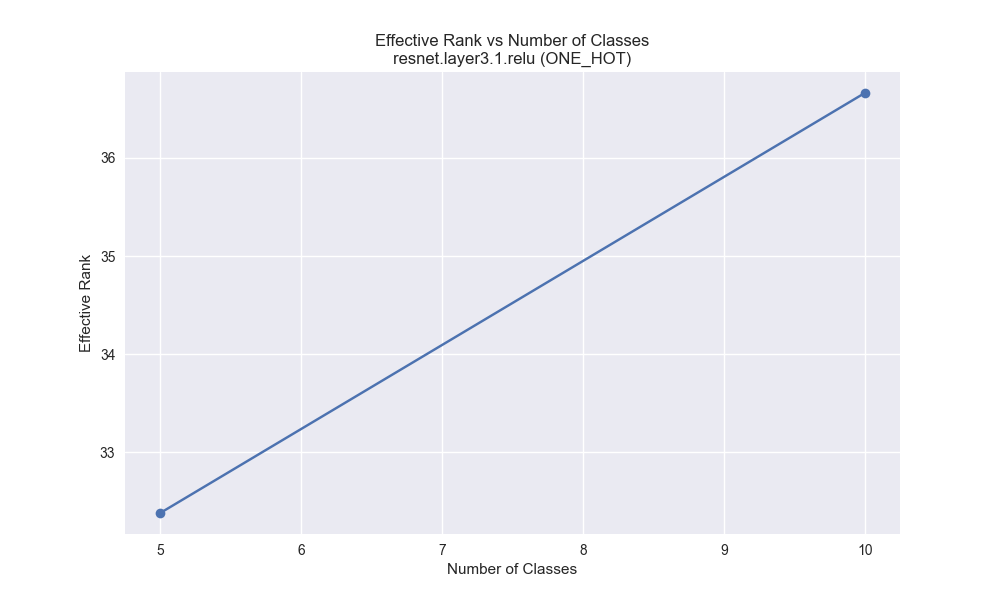 Effective Rank vs Number of Classes
resnet.layer3.1.relu (ONE_HOT)
36
35
34
33
Effective Rank
5
6
7
8
9
10
Number of Classes